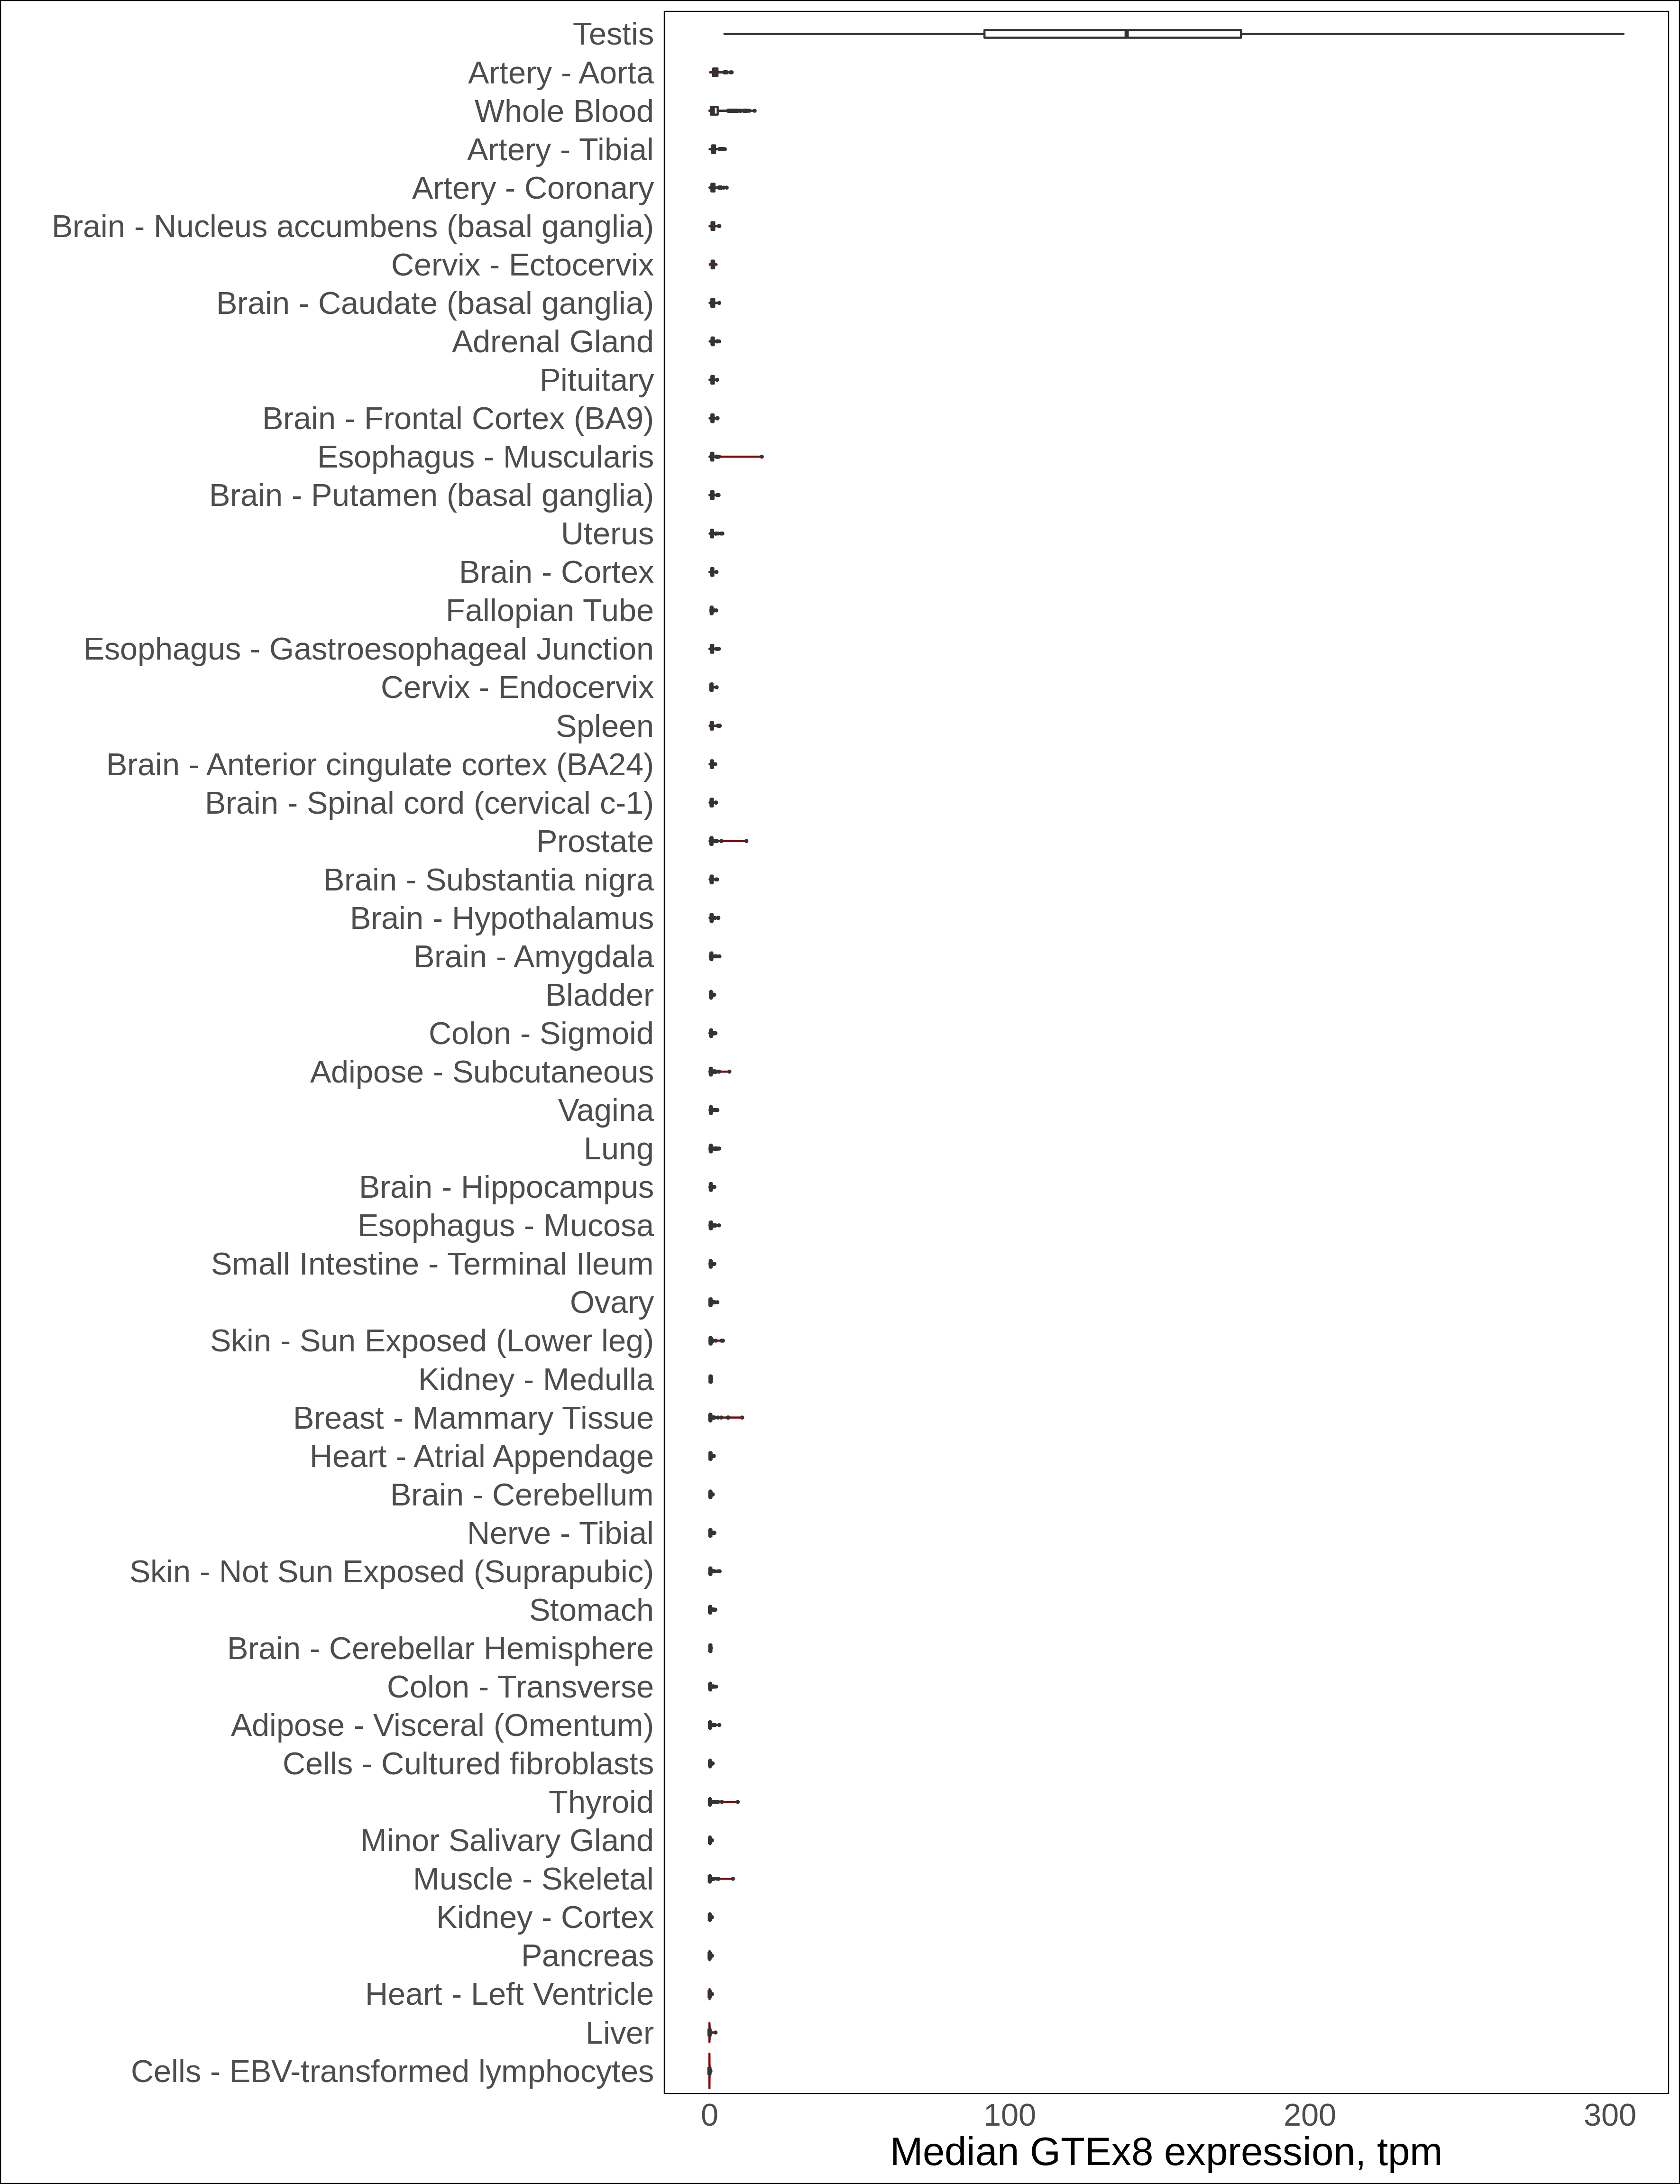 Testis
Artery - Aorta
Whole Blood
Artery - Tibial
Artery - Coronary
Brain - Nucleus accumbens (basal ganglia)
Cervix - Ectocervix
Brain - Caudate (basal ganglia)
Adrenal Gland
Pituitary
Brain - Frontal Cortex (BA9)
Esophagus - Muscularis
Brain - Putamen (basal ganglia)
Uterus
Brain - Cortex
Fallopian Tube
Esophagus - Gastroesophageal Junction
Cervix - Endocervix
Spleen
Brain - Anterior cingulate cortex (BA24)
Brain - Spinal cord (cervical c-1)
Prostate
Brain - Substantia nigra
Brain - Hypothalamus
Brain - Amygdala
Bladder
Colon - Sigmoid
Adipose - Subcutaneous
Vagina
Lung
Brain - Hippocampus
Esophagus - Mucosa
Small Intestine - Terminal Ileum
Ovary
Skin - Sun Exposed (Lower leg)
Kidney - Medulla
Breast - Mammary Tissue
Heart - Atrial Appendage
Brain - Cerebellum
Nerve - Tibial
Skin - Not Sun Exposed (Suprapubic)
Stomach
Brain - Cerebellar Hemisphere
Colon - Transverse
Adipose - Visceral (Omentum)
Cells - Cultured fibroblasts
Thyroid
Minor Salivary Gland
Muscle - Skeletal
Kidney - Cortex
Pancreas
Heart - Left Ventricle
Liver
Cells - EBV-transformed lymphocytes
0 100 200 300
Median GTEx8 expression, tpm